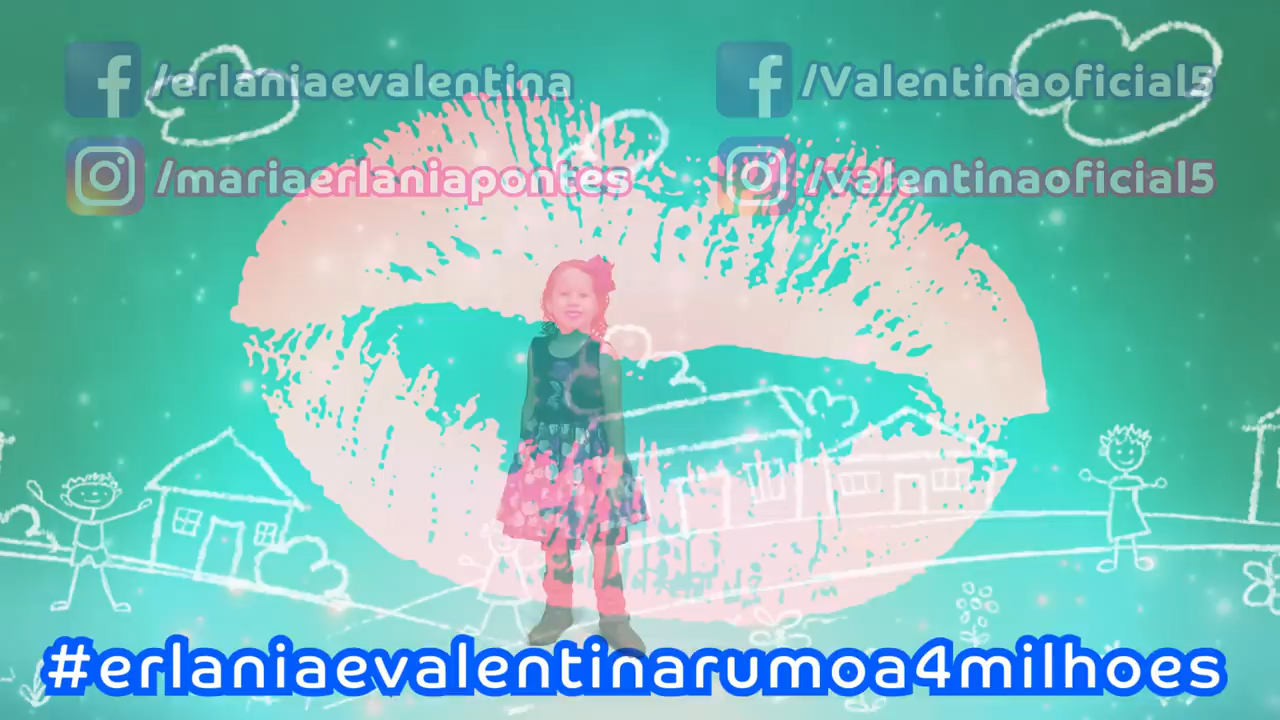 /erlaniaevalentina
/Valentinaoficial5
/mariaerlaniapontes
/valentinaoficial5
#erlaniaevalentinarumoa4milhoes